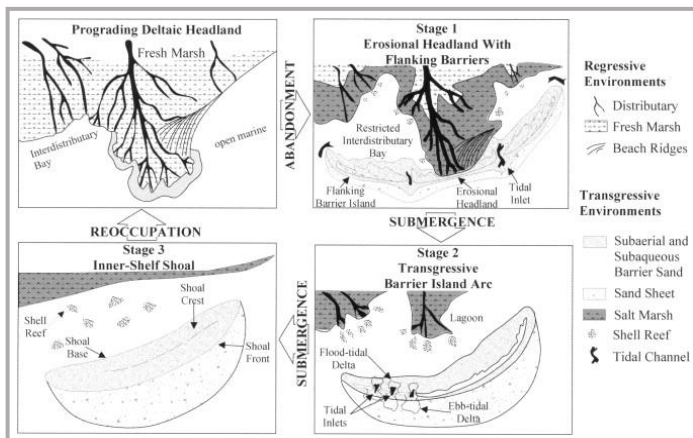 Prograding Deltaic Headland
Fresh Marsh
Interdistributary
Bay
open marine
ABANDONMENT
Stage 1
Erosional Headland With
Flanking Barriers
Restricted
Interdistributary
Bay
Flanking
Barrier Island
Erosional
Headland
Tidal
Inlet
Regressive
Environments
Distributary
Fresh Marsh
Beach Ridges
Transgressive
Environments
Subaerial and
Subaqueous
Barrier Sand
Sand Sheet
Salt Marsh
Shell Reef
Tidal Channel
REOCCUPATION
SUBMERGENCE
Stage 3
Inner-Shelf Shoal
Shell
Reef
Shoal
Crest
Shoal
Base
Shoal
Front
SUBMERGENCE
Stage 2
Transgressive
Barrier Island Arc
Lagoon
Flood-tidal
Delta
Tidal
Inlets
Ebb-tidal
Delta